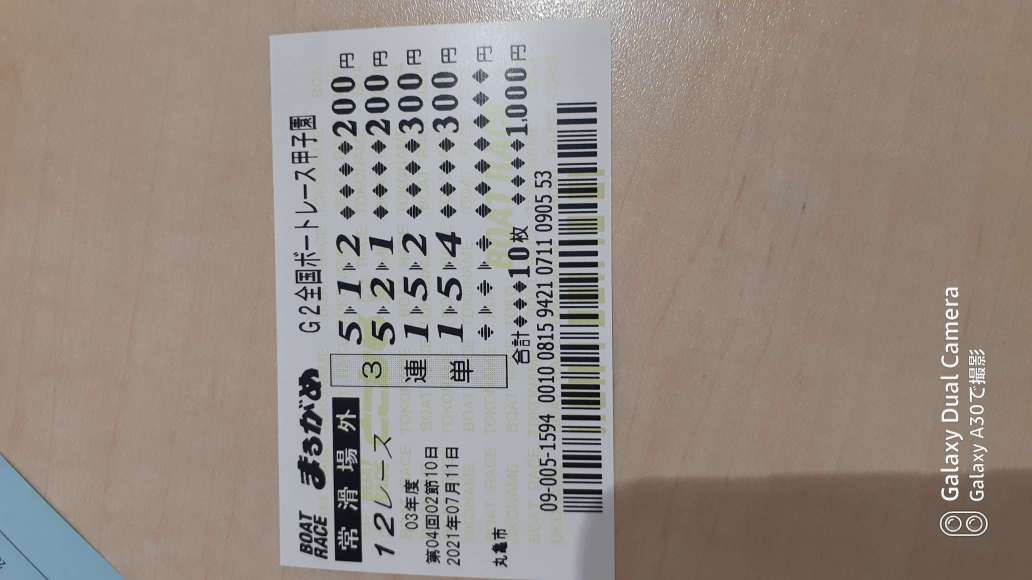 BOAT RACE まるがめ G2全国ボートレース甲子園
常滑場外
12レース
03年度
第04回02節10日
2021年07月11日
丸亀市
3連単
5 1 2 200円
5 2 1 200円
1 5 2 300円
1 5 4 300円
円
合計 10枚 1,000円
09-005-1594 0010 0815 9421 0711 0905 53
Galaxy Dual Camera
Galaxy A30で撮影